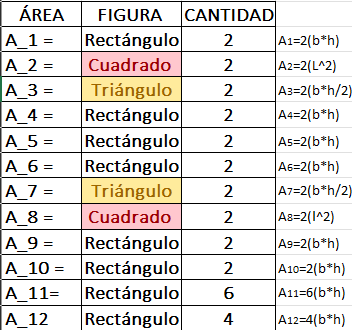 ÁREA FIGURA CANTIDAD
A_1 = Rectángulo 2 A1=2(b*h)
A_2 = Cuadrado 2 A2=2(L^2)
A_3 = Triángulo 2 A3=2(b*h/2)
A_4 = Rectángulo 2 A4=2(b*h)
A_5 = Rectángulo 2 A5=2(b*h)
A_6 = Rectángulo 2 A6=2(b*h)
A_7 = Triángulo 2 A7=2(b*h/2)
A_8 = Cuadrado 2 A8=2(l^2)
A_9 = Rectángulo 2 A9=2(b*h)
A_10 = Rectángulo 2 A10=2(b*h)
A_11= Rectángulo 6 A11=6(b*h)
A_12 Rectángulo 4 A12=4(b*h)